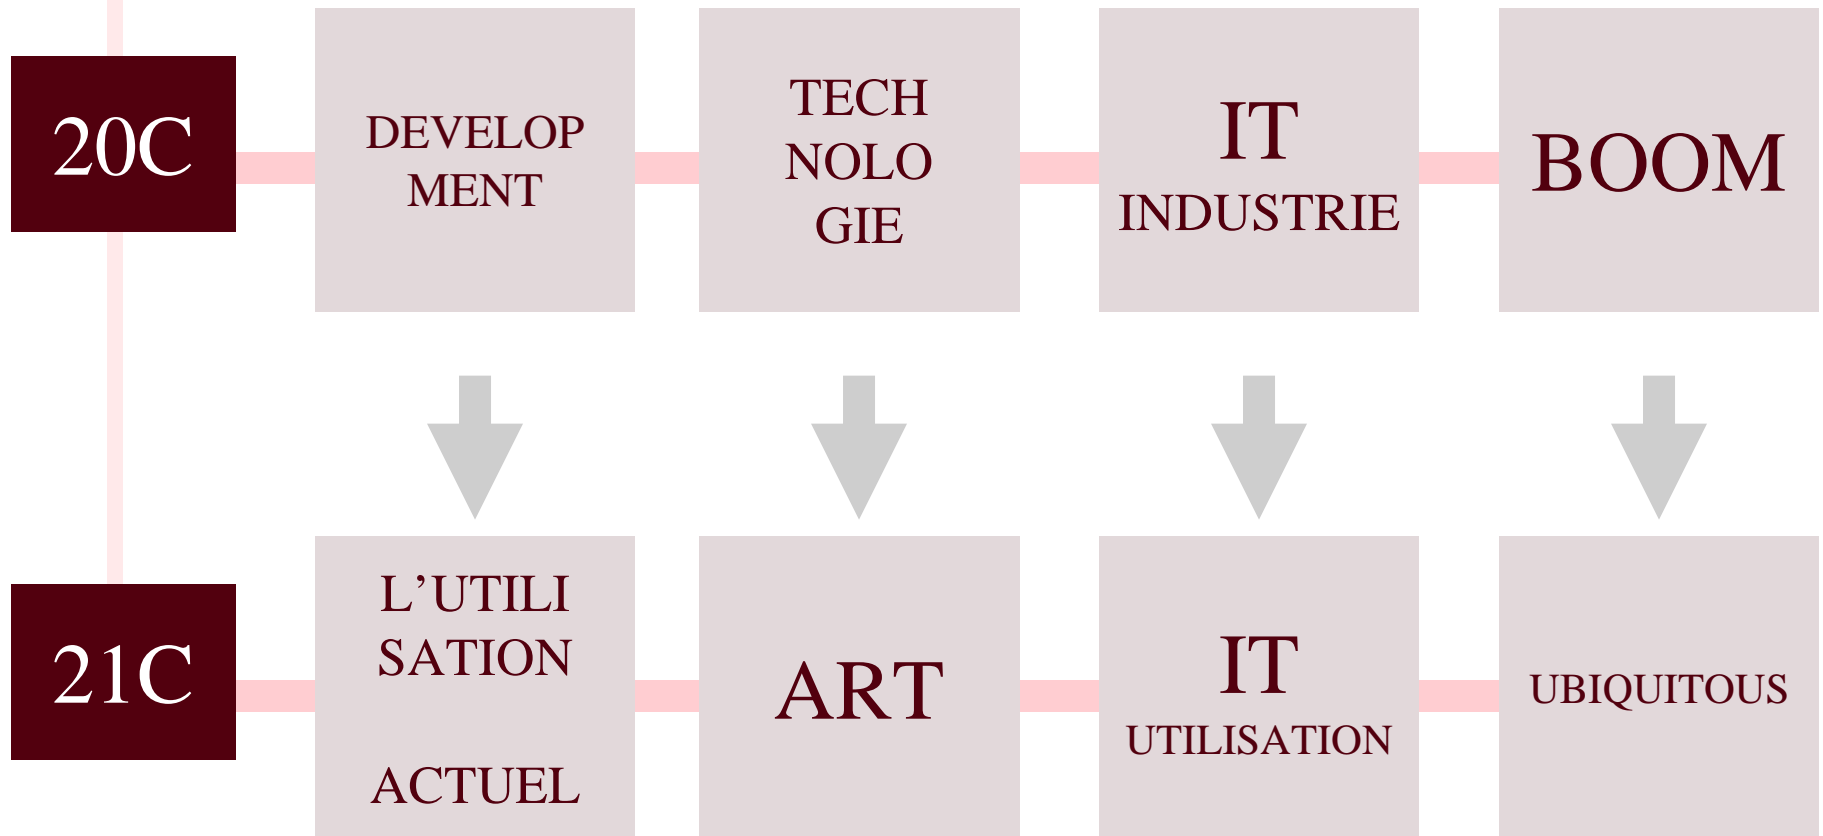 20C
DEVELOP
MENT
TECH
NOLO
GIE
IT
INDUSTRIE
BOOM
21C
L’UTILI
SATION
ACTUEL
ART
IT
UTILISATION
UBIQUITOUS